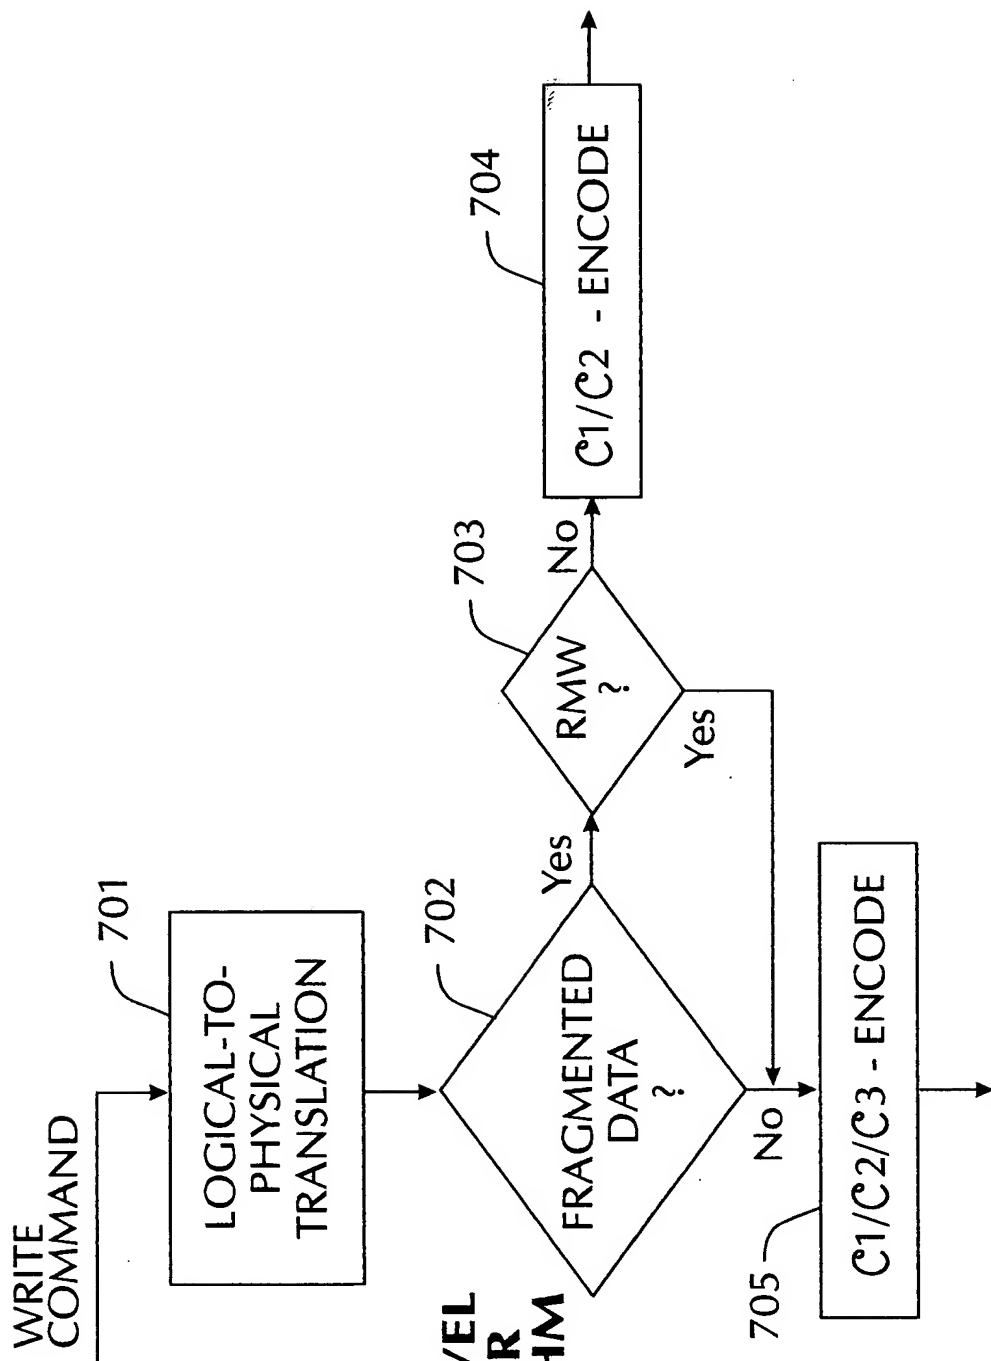 WRITE
COMMAND
701
LOGICAL-TO-
PHYSICAL
TRANSLATION
702
FRAGMENTED
DATA
?
Yes
No
703
RMW
?
No
Yes
704
C1/C2 - ENCODE
705
C1/C2/C3 - ENCODE